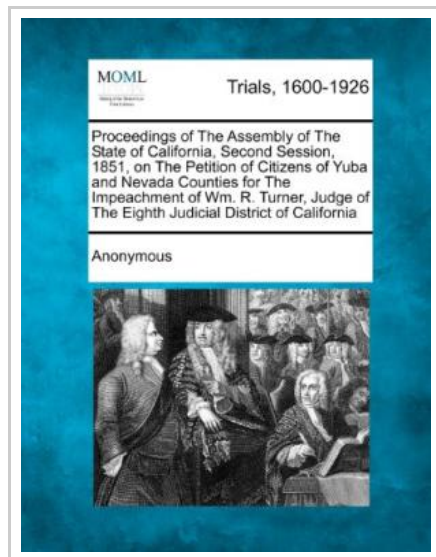 MOML
Trials, 1600-1926
Proceedings of The Assembly of The
State of California, Second Session,
1851, on The Petition of Citizens of Yuba
and Nevada Counties for The
Impeachment of Wm. R. Turner, Judge of
The Eighth Judicial District of California
Anonymous